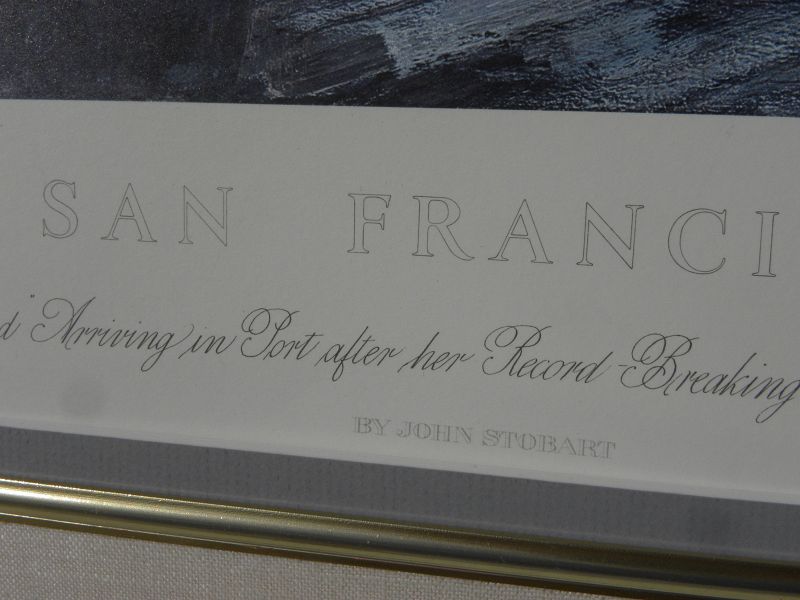 SAN FRANCI
d" Arriving in Port after her Record-Breaking
BY JOHN STOBART